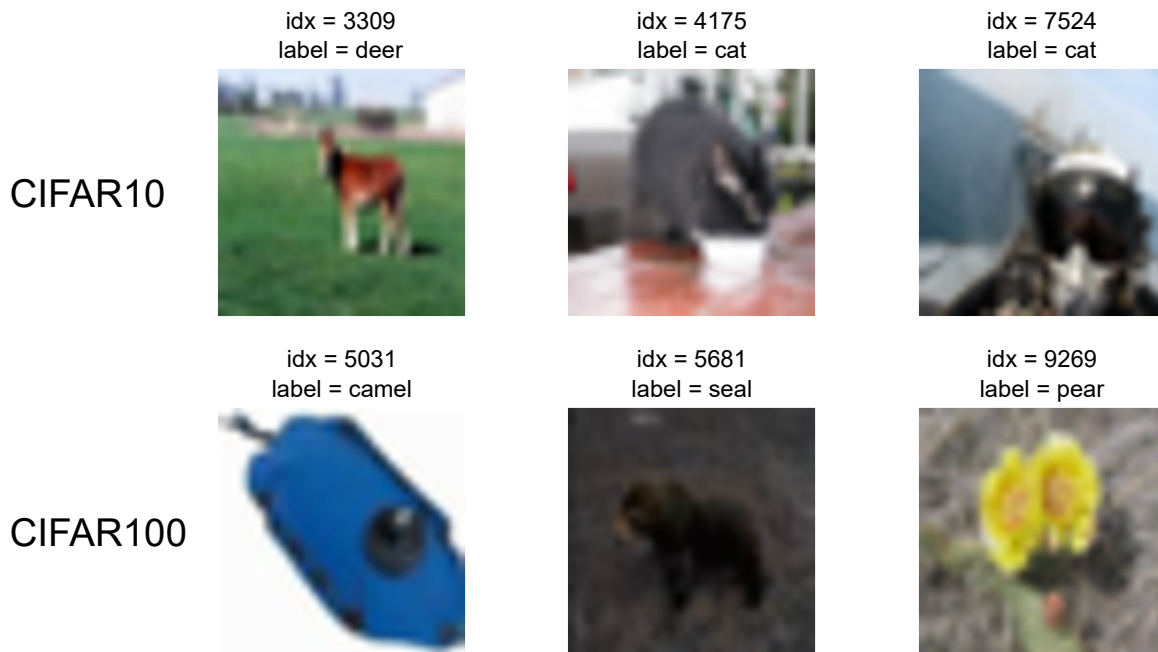 idx = 3309
label = deer
idx = 4175
label = cat
idx = 7524
label = cat
CIFAR10
idx = 5031
label = camel
idx = 5681
label = seal
idx = 9269
label = pear
CIFAR100